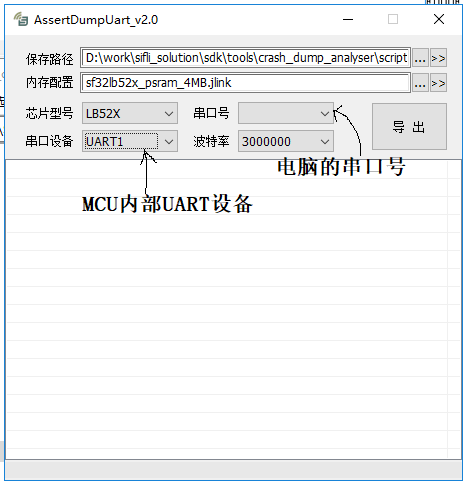 AssertDumpUart_v2.0
保存路径 D:\work\sifli_solution\sdk\tools\crash_dump_analyser\script ... >>
内存配置 sf32lb52x_psram_4MB.jlink ... >>
芯片型号 LB52X 串口号
导 出
串口设备 UART1 波特率 3000000
电脑的串口号
MCU内部UART设备